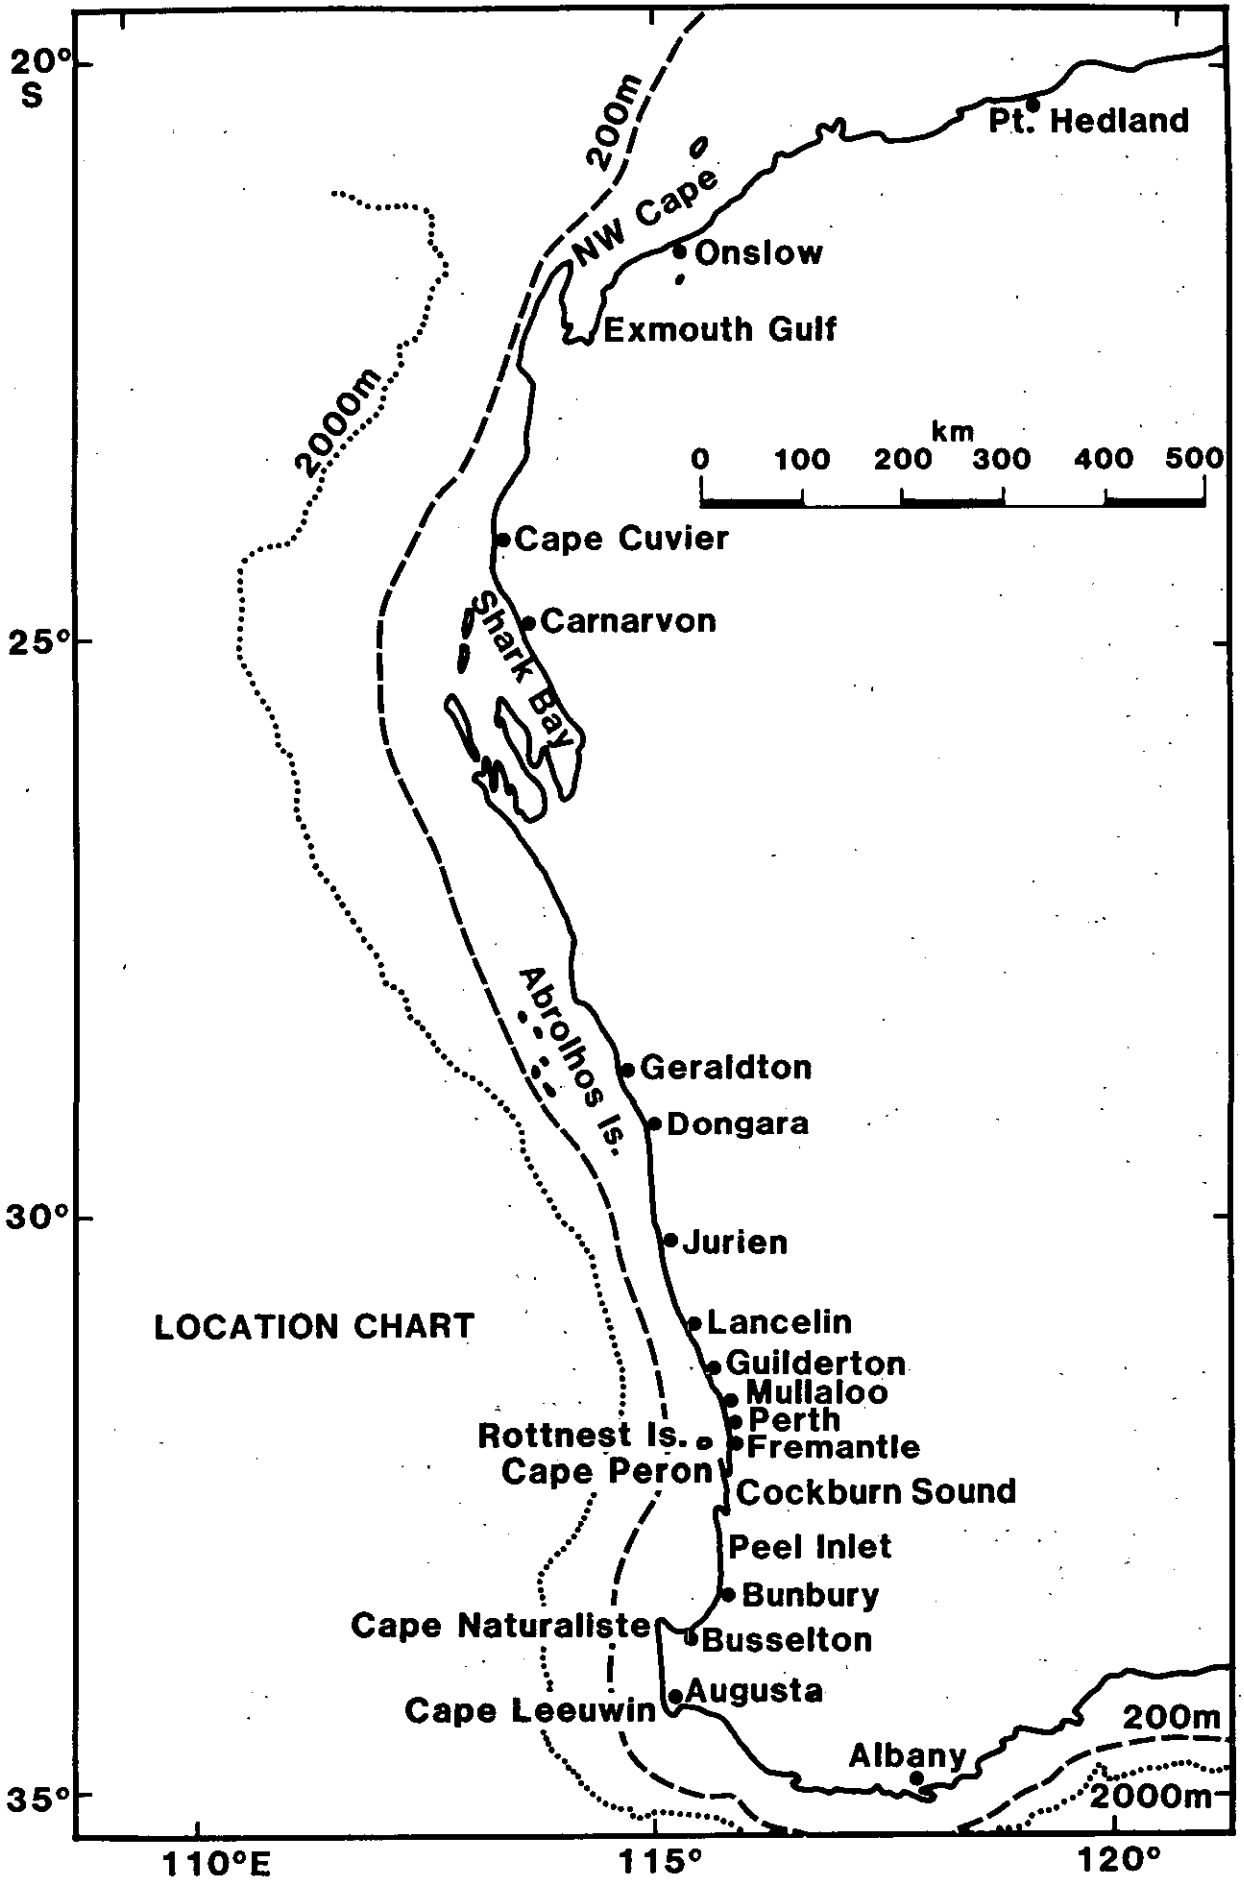 20°
S
200m
Pt. Hedland
NW Cape
Onslow
Exmouth Gulf
2000m
km
0 100 200 300 400 500
Cape Cuvier
Shark Bay
Carnarvon
25°
Abrolhos Is.
Geraldton
Dongara
30°
Jurien
LOCATION CHART
Lancelin
Guilderton
Mullaloo
Perth
Rottnest Is.
Fremantle
Cape Peron
Cockburn Sound
Peel Inlet
Bunbury
Cape Naturaliste
Busselton
Augusta
Cape Leeuwin
200m
Albany
35°
2000m
110°E 115° 120°